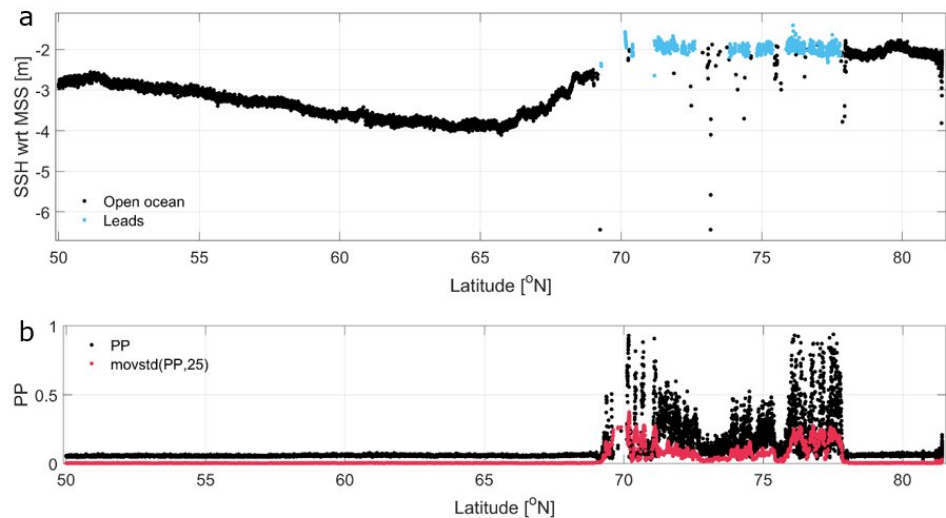 a
SSH wrt MSS [m]
-2
-3
-4
-5
-6
Open ocean
Leads
50 55 60 65 70 75 80
Latitude [°N]
b
PP
1
0.5
0
PP
movstd(PP,25)
50 55 60 65 70 75 80
Latitude [°N]